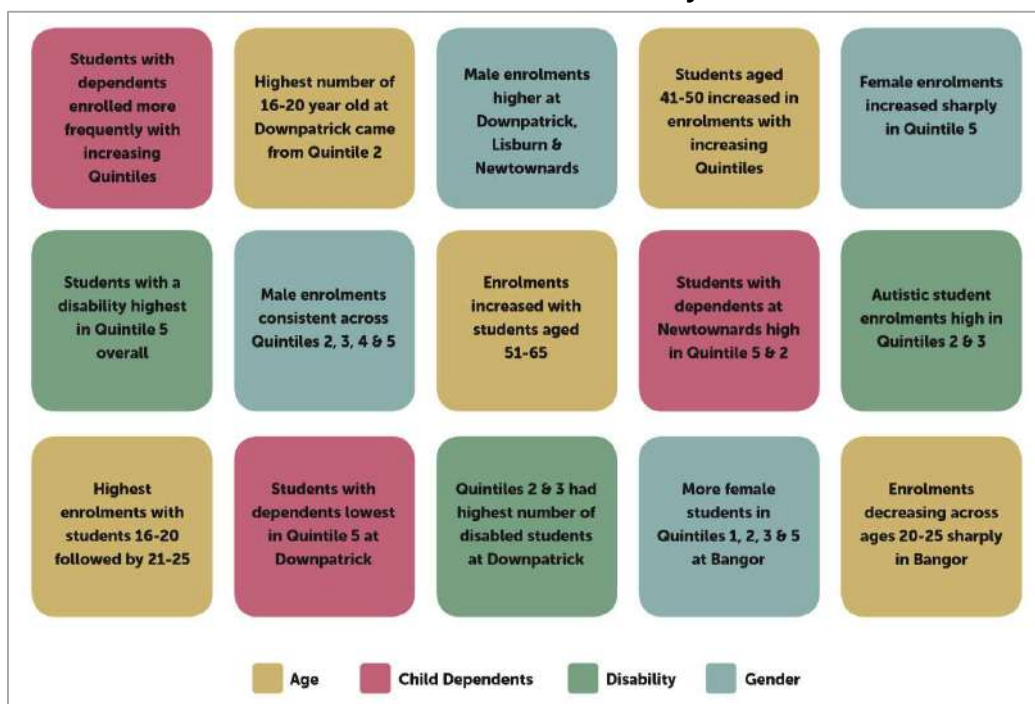 Students with
dependents
enrolled more
frequently with
increasing
Quintiles
Highest number of
16-20 year old at
Downpatrick came
from Quintile 2
Male enrolments
higher at
Downpatrick,
Lisburn &
Newtownards
Students aged
41-50 increased in
enrolments with
increasing
Quintiles
Female enrolments
increased sharply
in Quintile 5
Students with a
disability highest
in Quintile 5
overall
Male enrolments
consistent across
Quintiles 2, 3, 4 & 5
Enrolments
increased with
students aged
51-65
Students with
dependents at
Newtownards high
in Quintile 5 & 2
Autistic student
enrolments high in
Quintiles 2 & 3
Highest
enrolments with
students 16-20
followed by 21-25
Students with
dependents lowest
in Quintile 5 at
Downpatrick
Quintiles 2 & 3 had
highest number of
disabled students
at Downpatrick
More female
students in
Quintiles 1, 2, 3 & 5
at Bangor
Enrolments
decreasing across
ages 20-25 sharply
in Bangor
Age
Child Dependents
Disability
Gender